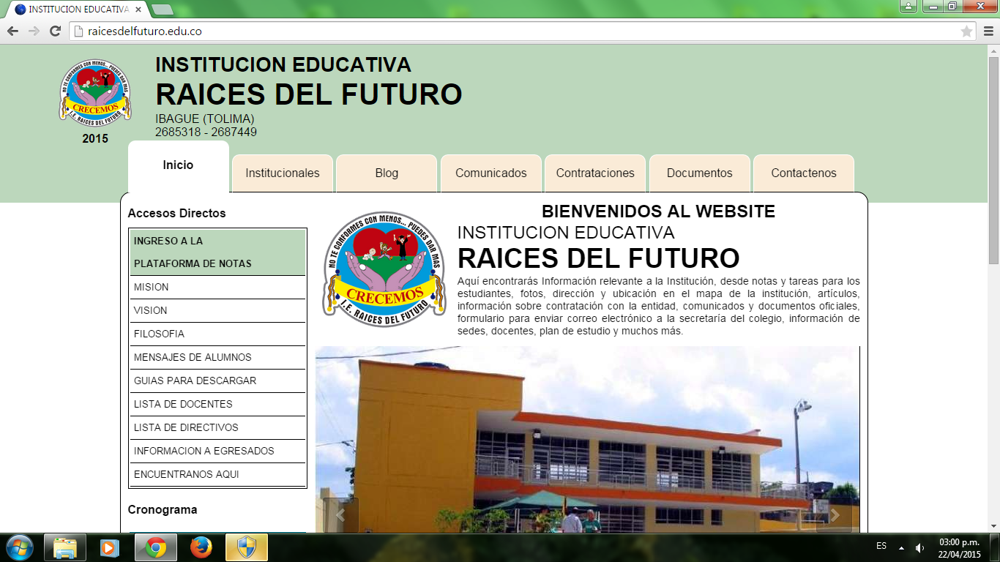 INSTITUCION EDUCATIVA
raicesdelfuturo.edu.co
NO TE CONFORMES CON MENOS... PUEDES DAR MAS
CRECEMOS
I.E. RAICES DEL FUTURO
2015
INSTITUCION EDUCATIVA
RAICES DEL FUTURO
IBAGUE (TOLIMA)
2685318 - 2687449
Inicio
Institucionales
Blog
Comunicados
Contrataciones
Documentos
Contactenos
Accesos Directos
INGRESO A LA
PLATAFORMA DE NOTAS
MISION
VISION
FILOSOFIA
MENSAJES DE ALUMNOS
GUIAS PARA DESCARGAR
LISTA DE DOCENTES
LISTA DE DIRECTIVOS
INFORMACION A EGRESADOS
ENCUENTRANOS AQUI
Cronograma
NO TE CONFORMES CON MENOS... PUEDES DAR MAS
CRECEMOS
I.E. RAICES DEL FUTURO
BIENVENIDOS AL WEBSITE
INSTITUCION EDUCATIVA
RAICES DEL FUTURO
Aquí encontrarás Información relevante a la Institución, desde notas y tareas para los
estudiantes, fotos, dirección y ubicación en el mapa de la institución, artículos,
información sobre contratación con la entidad, comunicados y documentos oficiales,
formulario para enviar correo electrónico a la secretaría del colegio, información de
sedes, docentes, plan de estudio y muchos más.
ES
03:00 p.m.
22/04/2015